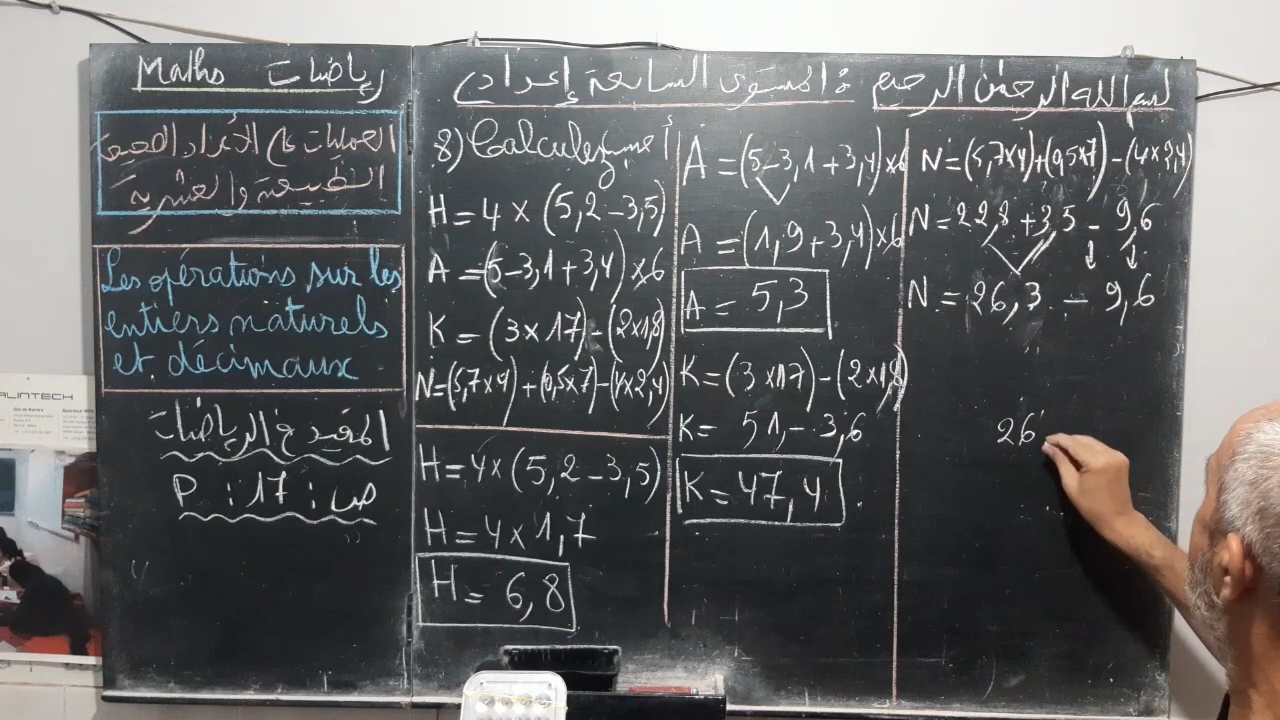 Maths رياضيات
بسم الله الرحمن الرحيم : المستوى السابعة إعدادي
العمليات على الأعداد الصحيحة
الطبيعية والعشرية
Les opérations sur les
entiers naturels
et décimaux
المفيد في الرياضيات
P : 17 : ص
8) Calculez أحسب
H = 4 × (5,2 - 3,5)
A = (5 - 3,1 + 3,4) × 6
K = (3 × 17) - (2 × 1,8)
N = (5,7 × 4) + (0,5 × 7) - (4 × 2,4)
H = 4 × (5,2 - 3,5)
H = 4 × 1,7
H = 6,8
A = (5 - 3,1 + 3,4) × 6
A = (1,9 + 3,4) × 6
A = 5,3
K = (3 × 17) - (2 × 1,8)
K = 51, - 3,6
K = 47,4
N = (5,7 × 4) + (0,5 × 7) - (4 × 2,4)
N = 22,8 + 3,5 - 9,6
N = 26,3 - 9,6
26
ALINTECH